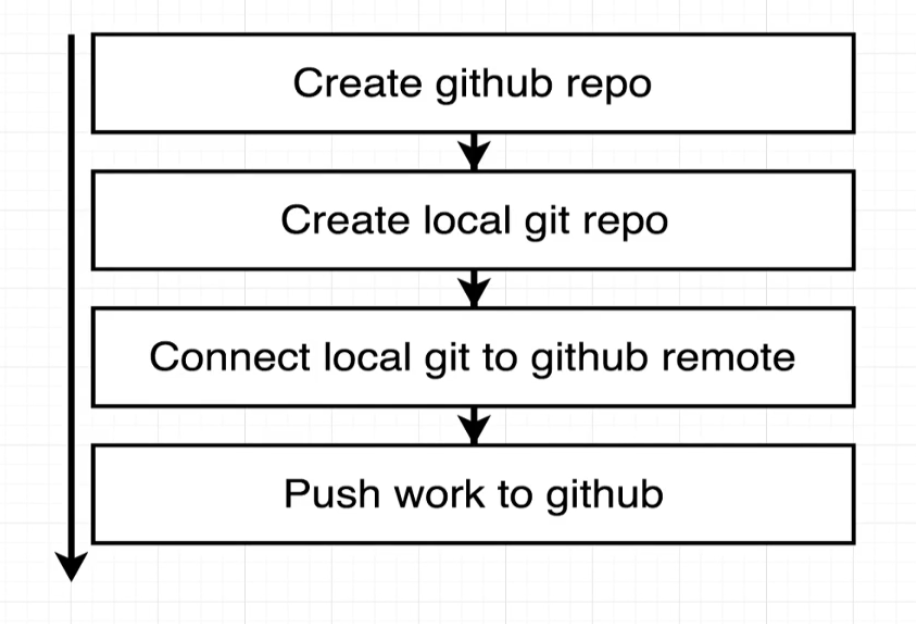 Create github repo
Create local git repo
Connect local git to github remote
Push work to github